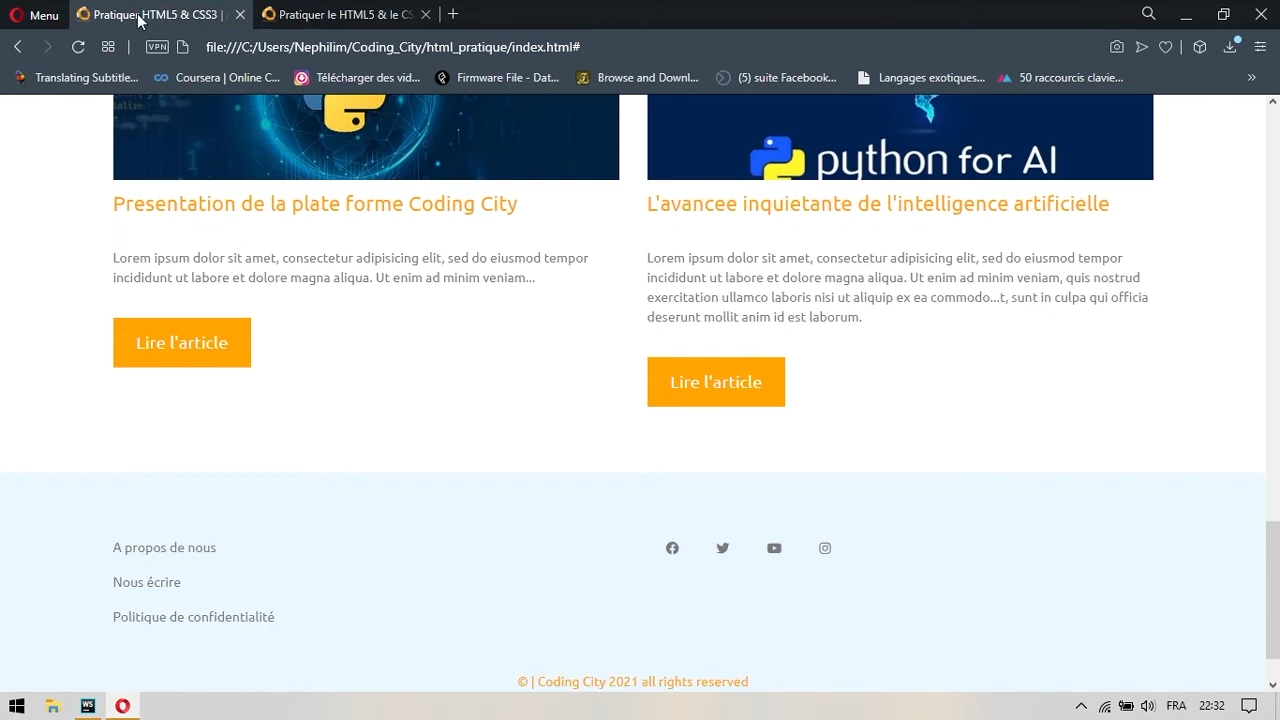 Menu
Pratiquer HTML5 & CSS3 |
Pratiquer le HTML5 & le CS
VPN
file:///C:/Users/Nephilim/Coding_City/html_pratique/index.html#
Translating Subtitle...
Coursera | Online C...
Télécharger des vid...
Firmware File - Dat...
Browse and Downl...
(5) suite Facebook...
Langages exotiques...
50 raccourcis clavie...
python for AI
Presentation de la plate forme Coding City
L'avancee inquietante de l'intelligence artificielle
Lorem ipsum dolor sit amet, consectetur adipisicing elit, sed do eiusmod tempor
incididunt ut labore et dolore magna aliqua. Ut enim ad minim veniam...
Lorem ipsum dolor sit amet, consectetur adipisicing elit, sed do eiusmod tempor
incididunt ut labore et dolore magna aliqua. Ut enim ad minim veniam, quis nostrud
exercitation ullamco laboris nisi ut aliquip ex ea commodo...t, sunt in culpa qui officia
deserunt mollit anim id est laborum.
Lire l'article
Lire l'article
A propos de nous
Nous écrire
Politique de confidentialité
© | Coding City 2021 all rights reserved
WS
FRA
22:32